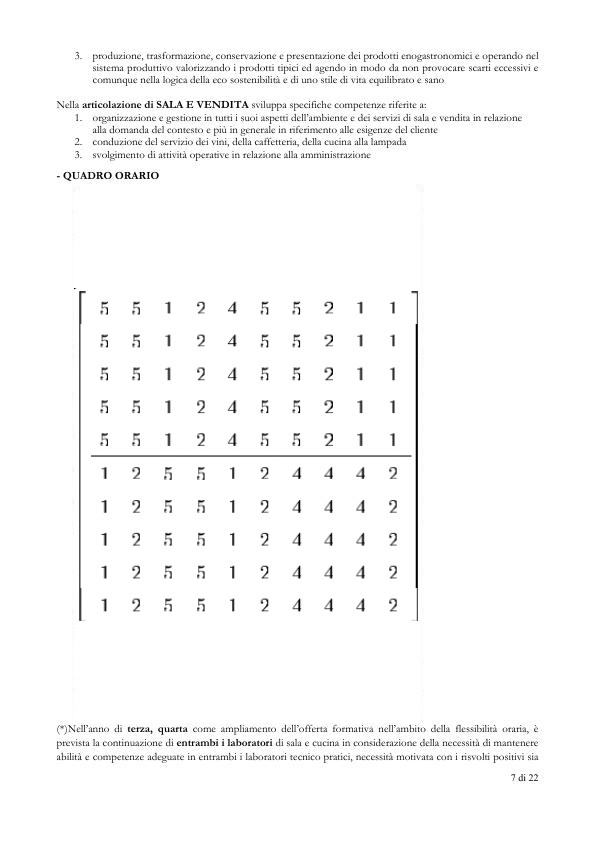 3. produzione, trasformazione, conservazione e presentazione dei prodotti enogastronomici e operando nel
sistema produttivo valorizzando i prodotti tipici ed agendo in modo da non provocare scarti eccessivi e
comunque nella logica della eco sostenibilità e di uno stile di vita equilibrato e sano
Nella articolazione di SALA E VENDITA sviluppa specifiche competenze riferite a:
1. organizzazione e gestione in tutti i suoi aspetti dell'ambiente e dei servizi di sala e vendita in relazione
alla domanda del contesto e più in generale in riferimento alle esigenze del cliente
2. conduzione del servizio dei vini, della caffetteria, della cucina alla lampada
3. svolgimento di attività operative in relazione alla amministrazione
- QUADRO ORARIO
5 5 1 2 4 5 5 2 1 1
5 5 1 2 4 5 5 2 1 1
5 5 1 2 4 5 5 2 1 1
5 5 1 2 4 5 5 2 1 1
5 5 1 2 4 5 5 2 1 1
1 2 5 5 1 2 4 4 4 2
1 2 5 5 1 2 4 4 4 2
1 2 5 5 1 2 4 4 4 2
1 2 5 5 1 2 4 4 4 2
1 2 5 5 1 2 4 4 4 2
(*)Nell'anno di terza, quarta come ampliamento dell'offerta formativa nell'ambito della flessibilità oraria, è
prevista la continuazione di entrambi i laboratori di sala e cucina in considerazione della necessità di mantenere
abilità e competenze adeguate in entrambi i laboratori tecnico pratici, necessità motivata con i risvolti positivi sia
7 di 22